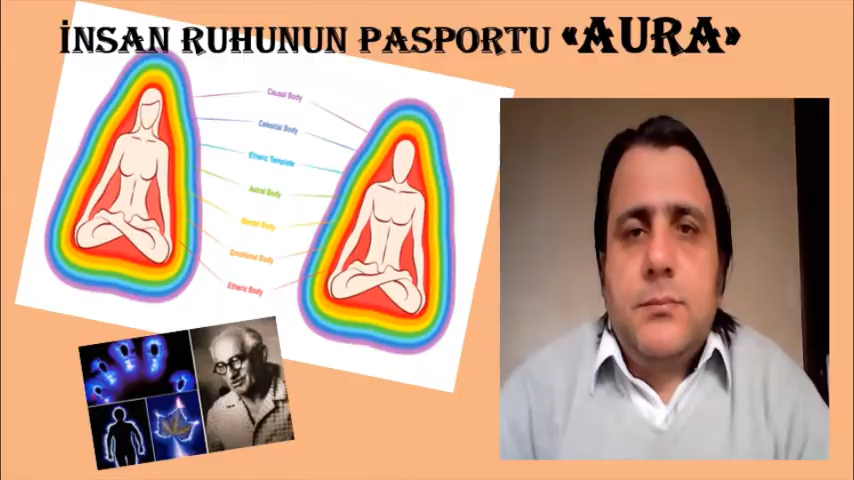 İNSAN RUHUNUN PASPORTU «AURA»
Causal Body
Celestial Body
Etheric Template
Astral Body
Mental Body
Emotional Body
Etheric Body